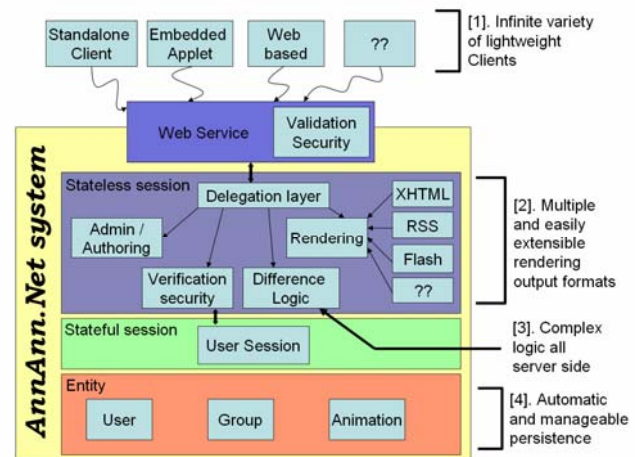 Standalone
Client
Embedded
Applet
Web
based
??
[1]. Infinite variety
of lightweight
Clients
Web Service
Validation
Security
AnnAnn.Net system
Stateless session
Delegation layer
Admin /
Authoring
Rendering
XHTML
RSS
Flash
??
Verification
security
Difference
Logic
[2]. Multiple
and easily
extensible
rendering
output formats
Stateful session
User Session
[3]. Complex
logic all
server side
Entity
User
Group
Animation
[4]. Automatic
and manageable
persistence